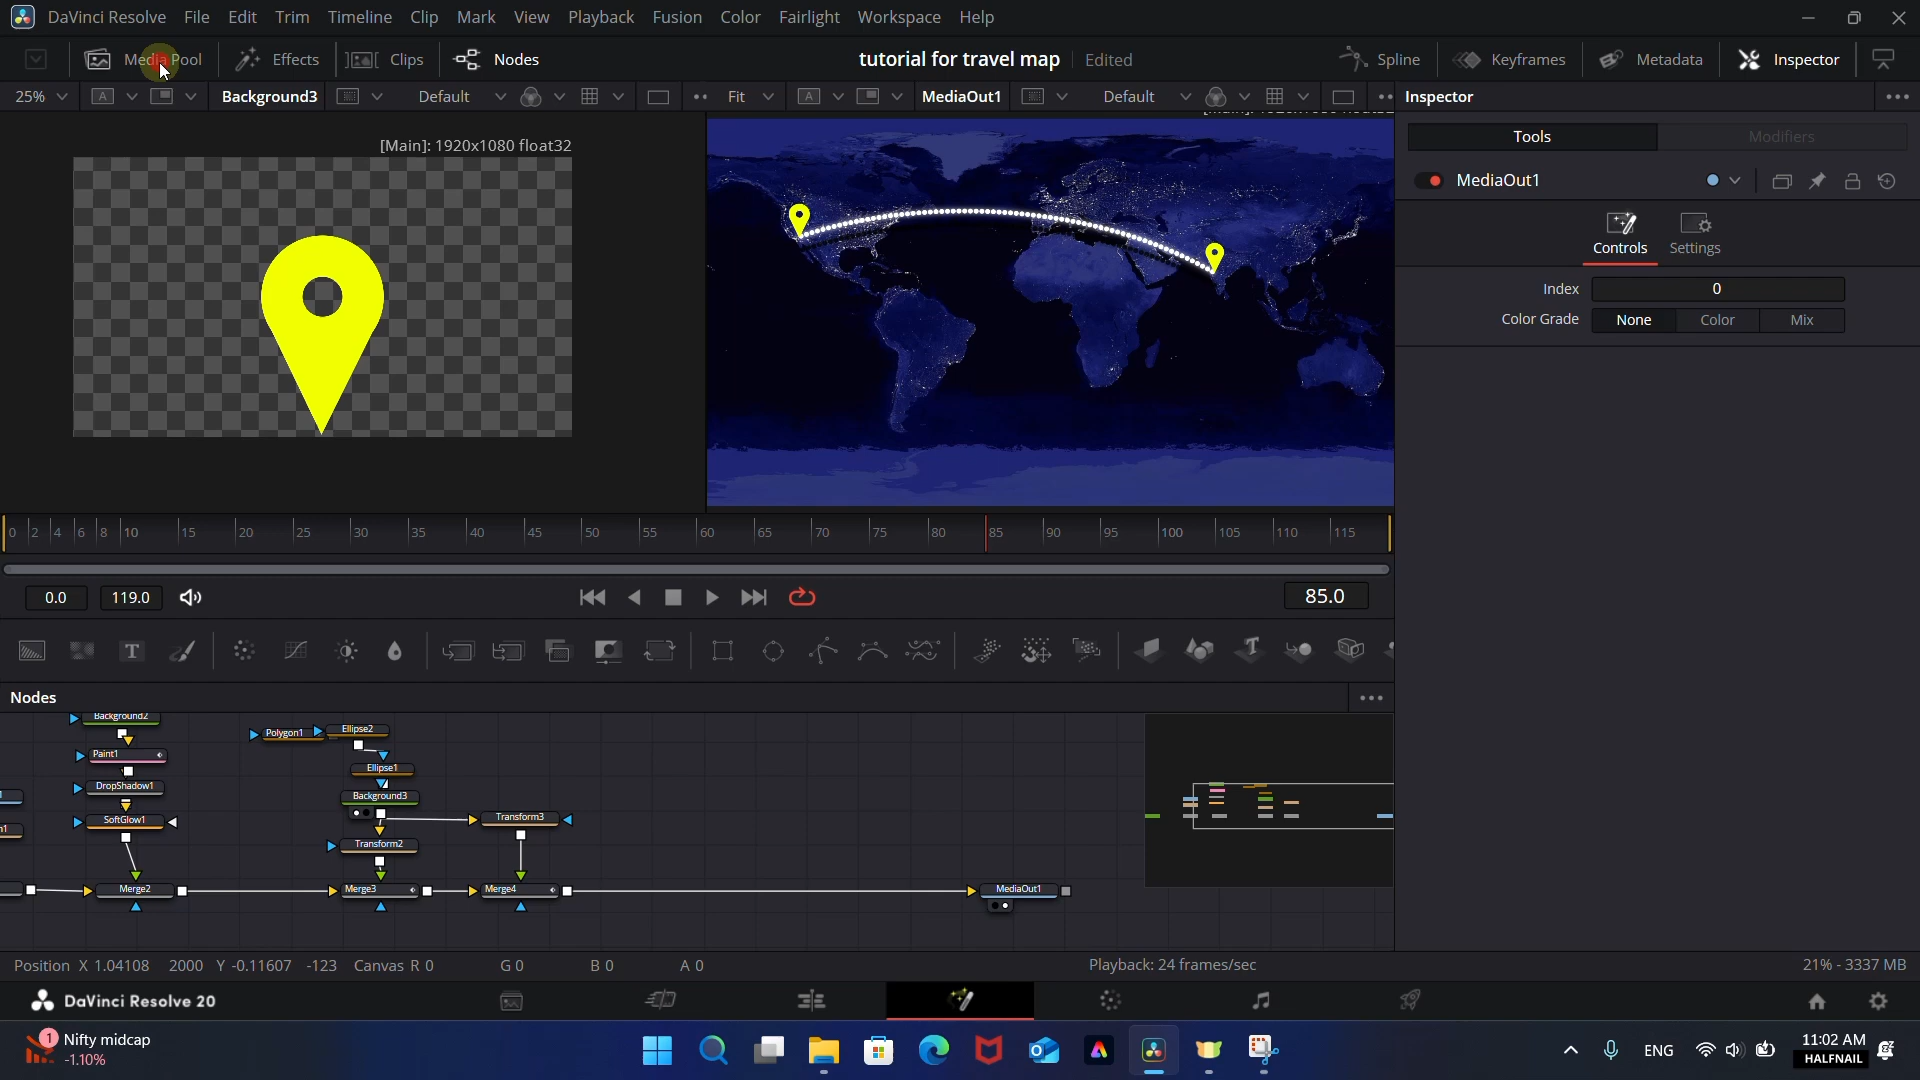 DaVinci Resolve File Edit Trim Timeline Clip Mark View Playback Fusion Color Fairlight Workspace Help
Media Pool Effects Clips Nodes tutorial for travel map Edited Spline Keyframes Metadata Inspector
25% A Background3 Default Fit A MediaOut1 Default Inspector
[Main]: 1920x1080 float32
Tools Modifiers
MediaOut1
Controls Settings
Index 0
Color Grade None Color Mix
0 2 4 6 8 10 15 20 25 30 35 40 45 50 55 60 65 70 75 80 85 90 95 100 105 110 115
0.0 119.0 85.0
Nodes
Background2
Polygon1 Ellipse2
Paint1
Ellipse1
DropShadow1
Background3
SoftGlow1 Transform3
Transform2
Merge2 Merge3 Merge4 MediaOut1
Position X 1.04108 2000 Y -0.11607 -123 Canvas R 0 G 0 B 0 A 0 Playback: 24 frames/sec 21% - 3337 MB
DaVinci Resolve 20
1 Nifty midcap
-1.10%
ENG
11:02 AM
HALFNAIL